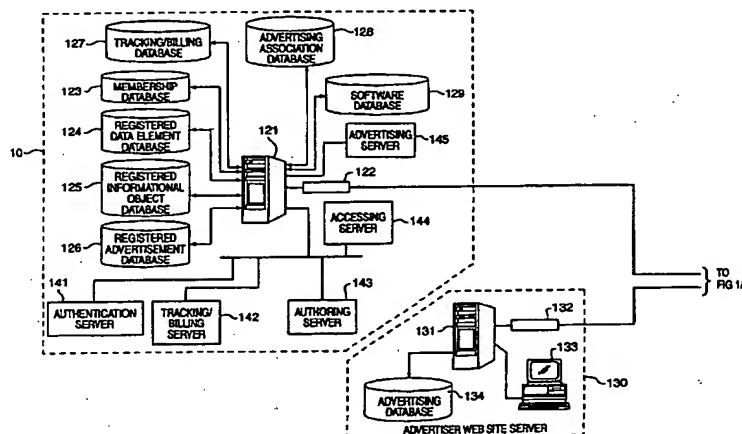 127
TRACKING/BILLING
DATABASE
ADVERTISING
ASSOCIATION
DATABASE
128
123
MEMBERSHIP
DATABASE
SOFTWARE
DATABASE
129
124
REGISTERED
DATA ELEMENT
DATABASE
121
ADVERTISING
SERVER
145
10
122
125
REGISTERED
INFORMATIONAL
OBJECT
DATABASE
ACCESSING
SERVER
144
126
REGISTERED
ADVERTISEMENT
DATABASE
TO
FIG 1A
141
AUTHENTICATION
SERVER
TRACKING/
BILLING
SERVER
142
AUTHORING
SERVER
143
131
132
133
130
ADVERTISING
DATABASE
134
ADVERTISER WEB SITE SERVER